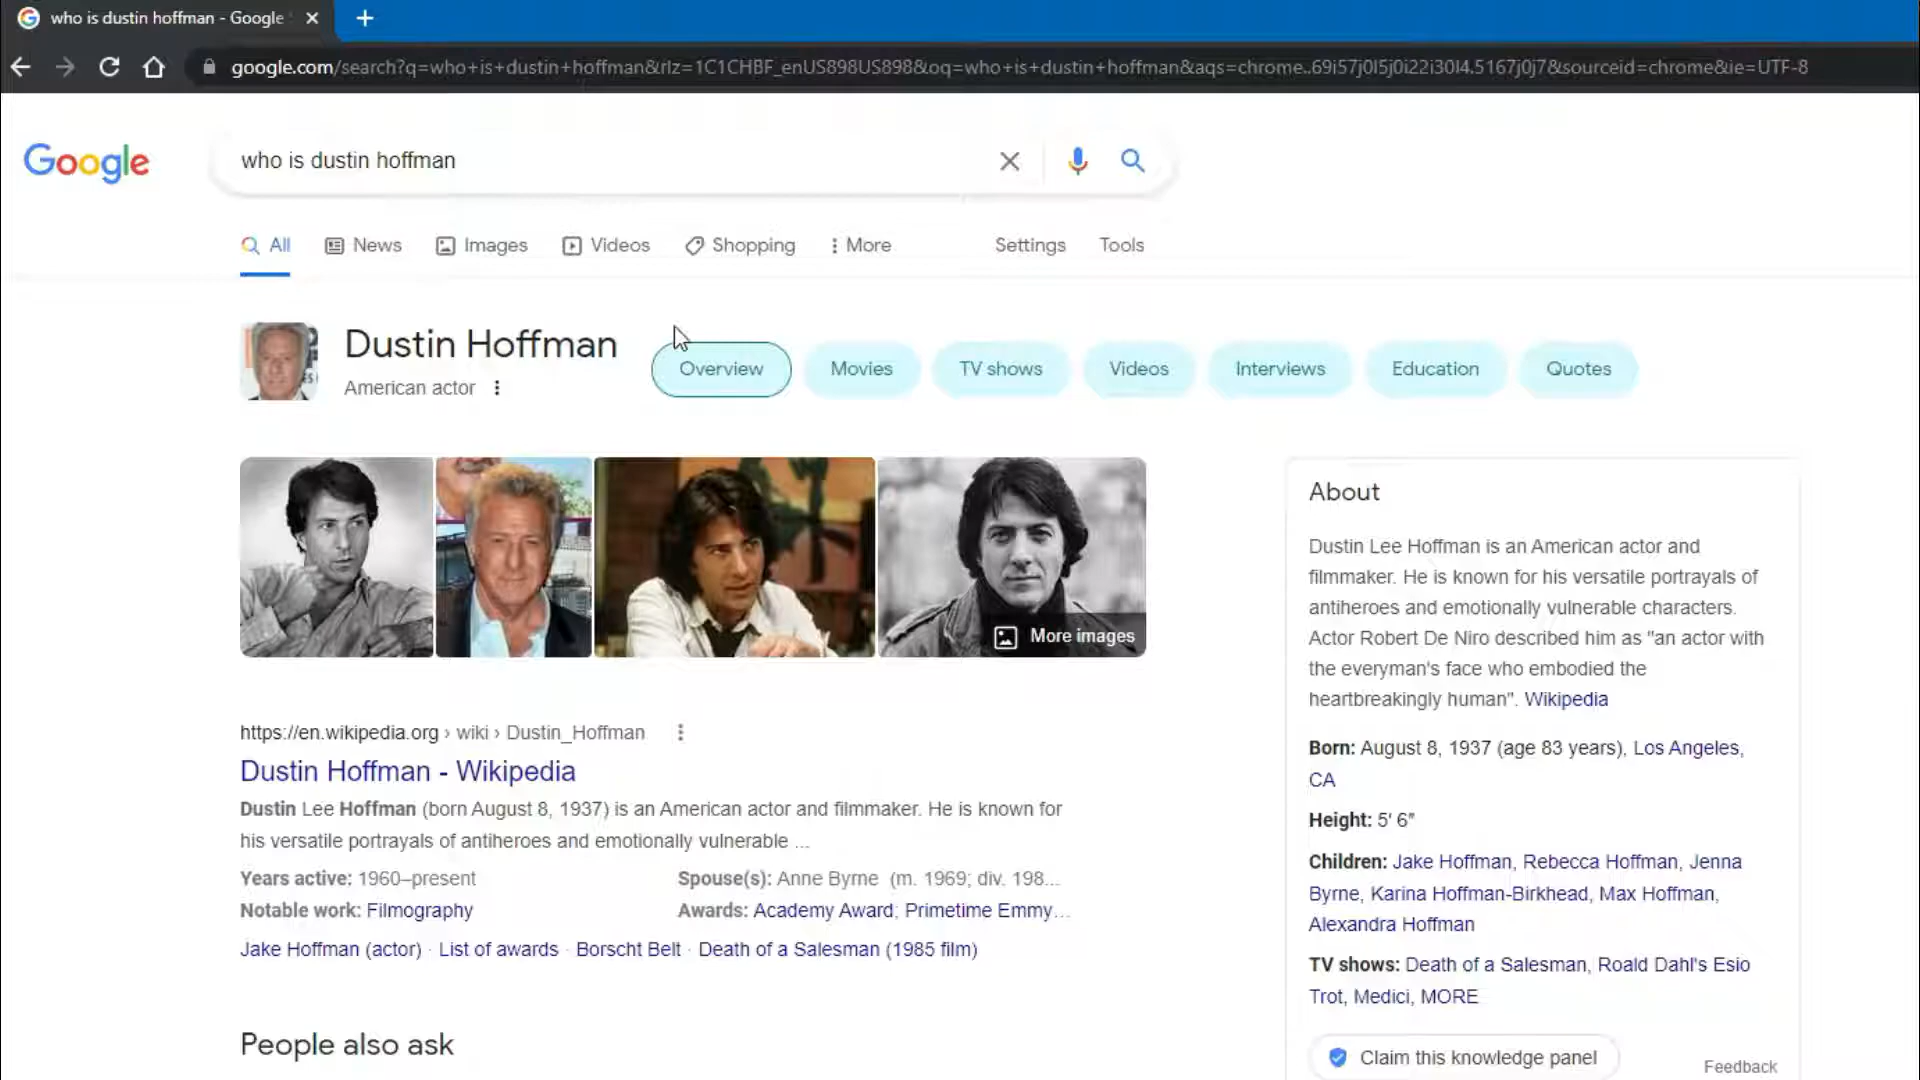 who is dustin hoffman - Google
google.com/search?q=who+is+dustin+hoffman&rlz=1C1CHBF_enUS898US898&oq=who+is+dustin+hoffman&aqs=chrome..69i57j0l5j0i22i30l4.5167j0j7&sourceid=chrome&ie=UTF-8
Google
who is dustin hoffman
All News Images Videos Shopping More Settings Tools
Dustin Hoffman
American actor
Overview Movies TV shows Videos Interviews Education Quotes
More images
https://en.wikipedia.org › wiki › Dustin_Hoffman
Dustin Hoffman - Wikipedia
Dustin Lee Hoffman (born August 8, 1937) is an American actor and filmmaker. He is known for
his versatile portrayals of antiheroes and emotionally vulnerable ...
Years active: 1960–present
Spouse(s): Anne Byrne (m. 1969; div. 198...
Notable work: Filmography
Awards: Academy Award; Primetime Emmy...
Jake Hoffman (actor) · List of awards · Borscht Belt · Death of a Salesman (1985 film)
People also ask
About
Dustin Lee Hoffman is an American actor and
filmmaker. He is known for his versatile portrayals of
antiheroes and emotionally vulnerable characters.
Actor Robert De Niro described him as "an actor with
the everyman's face who embodied the
heartbreakingly human". Wikipedia
Born: August 8, 1937 (age 83 years), Los Angeles,
CA
Height: 5′ 6″
Children: Jake Hoffman, Rebecca Hoffman, Jenna
Byrne, Karina Hoffman-Birkhead, Max Hoffman,
Alexandra Hoffman
TV shows: Death of a Salesman, Roald Dahl's Esio
Trot, Medici, MORE
Claim this knowledge panel
Feedback